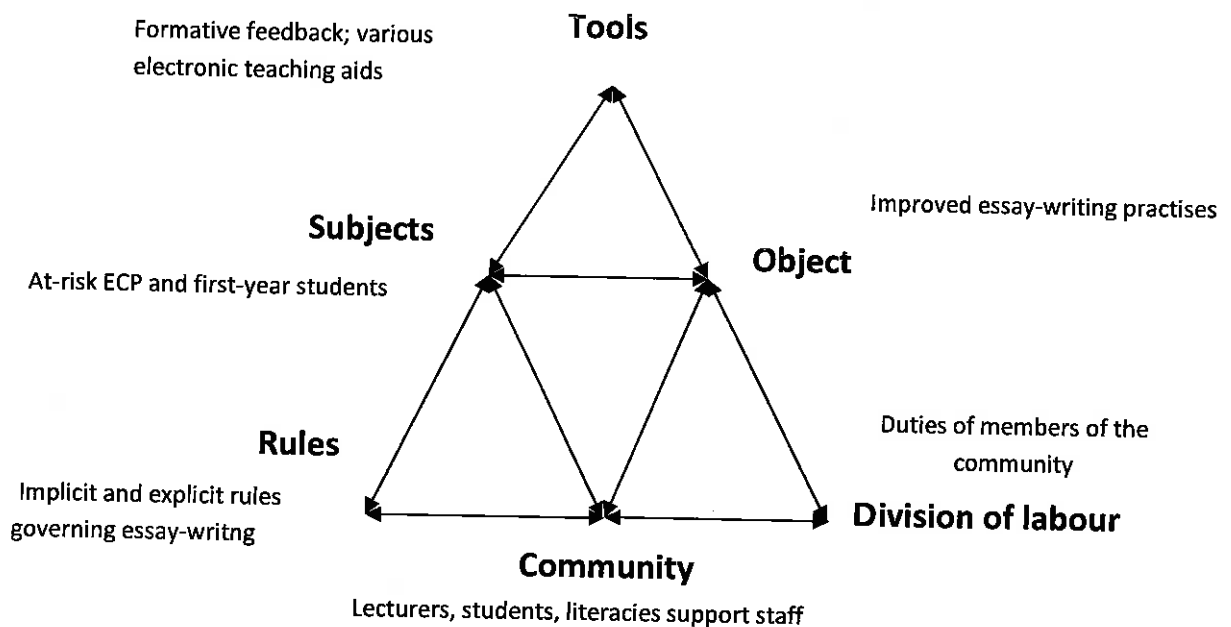 Tools
Formative feedback; various
electronic teaching aids
Improved essay-writing practises
Subjects
Object
At-risk ECP and first-year students
Rules
Duties of members of the
community
Implicit and explicit rules
governing essay-writng
Division of labour
Community
Lecturers, students, literacies support staff